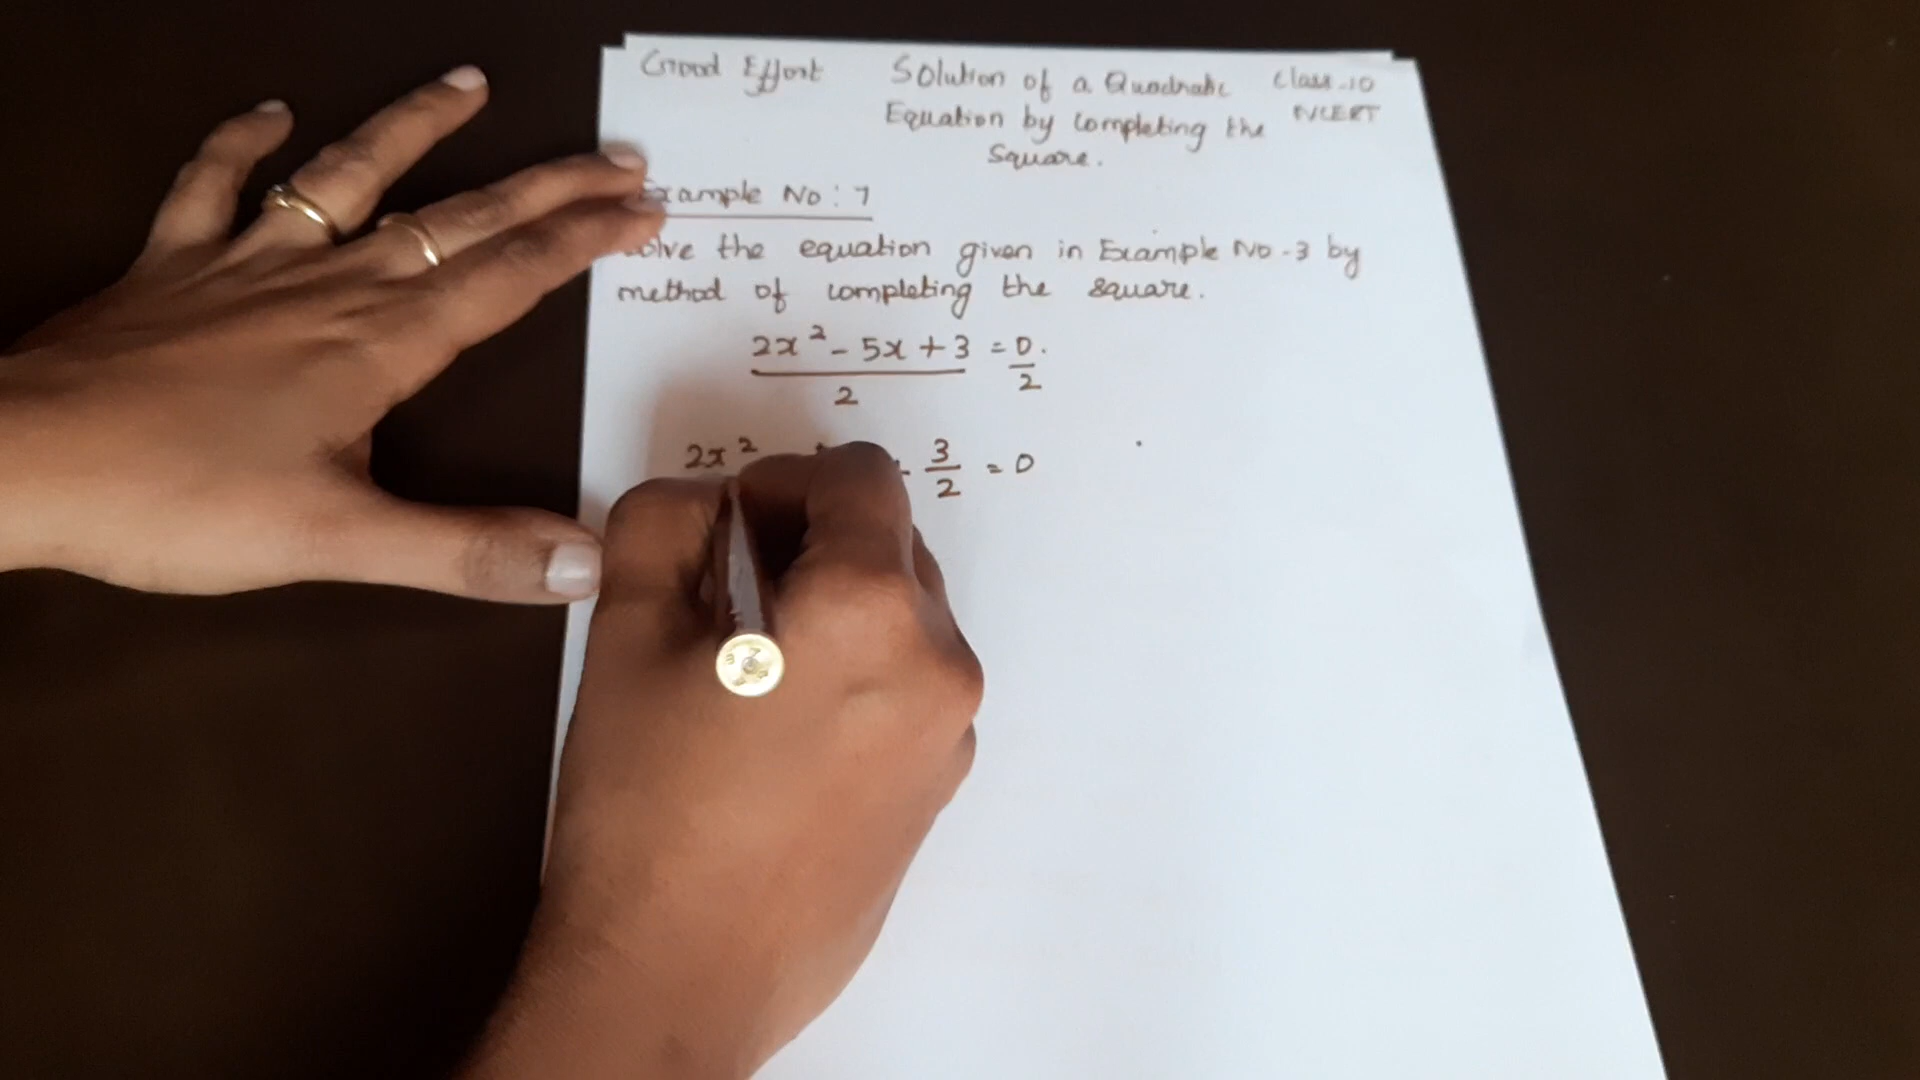 Good Effort Solution of a Quadratic Class-10
Equation by Completing the NCERT
Square.
Example No: 7
Solve the equation given in Example No-3 by
method of completing the square.
2x² - 5x + 3 = 0.
2 2
2x² 3 = 0
2